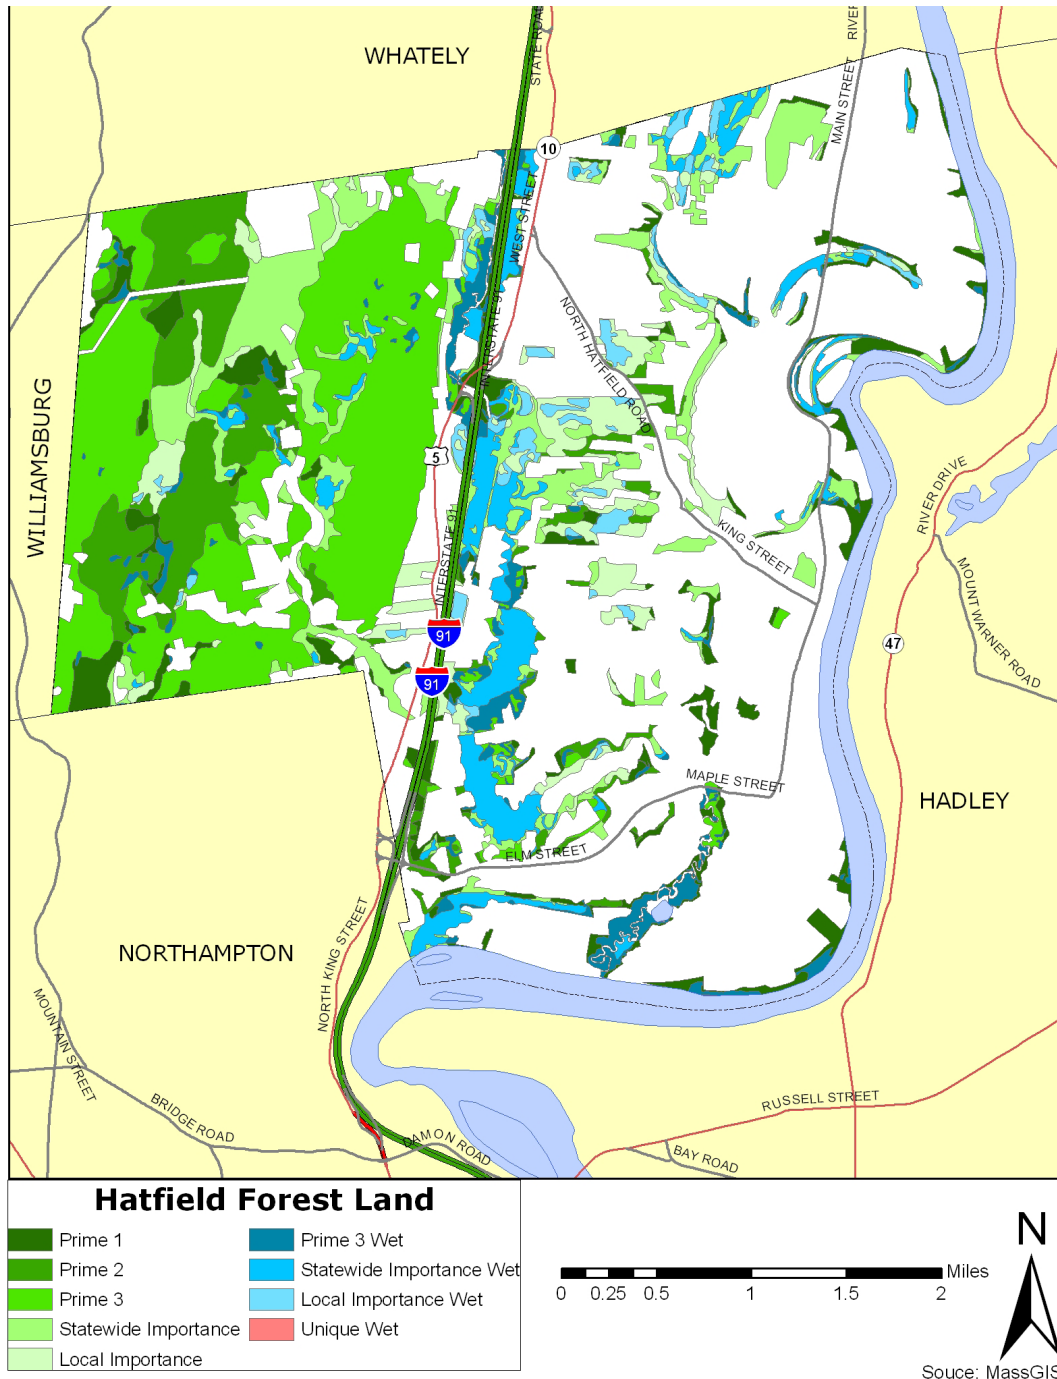 WHATELY
STATE ROAD
RIVER
MAIN STREET
10
WEST STREET
INTERSTATE 91
NORTH HATFIELD ROAD
WILLIAMSBURG
5
RIVER DRIVE
INTERSTATE 91
KING STREET
MOUNT WARNER ROAD
91
47
91
MAPLE STREET
HADLEY
ELM STREET
NORTHAMPTON
NORTH KING STREET
MOUNTAIN STREET
BRIDGE ROAD
DAMON ROAD
RUSSELL STREET
BAY ROAD
Hatfield Forest Land
Prime 1
Prime 2
Prime 3
Statewide Importance
Local Importance
Prime 3 Wet
Statewide Importance Wet
Local Importance Wet
Unique Wet
N
Miles
0 0.25 0.5 1 1.5 2
Souce: MassGIS